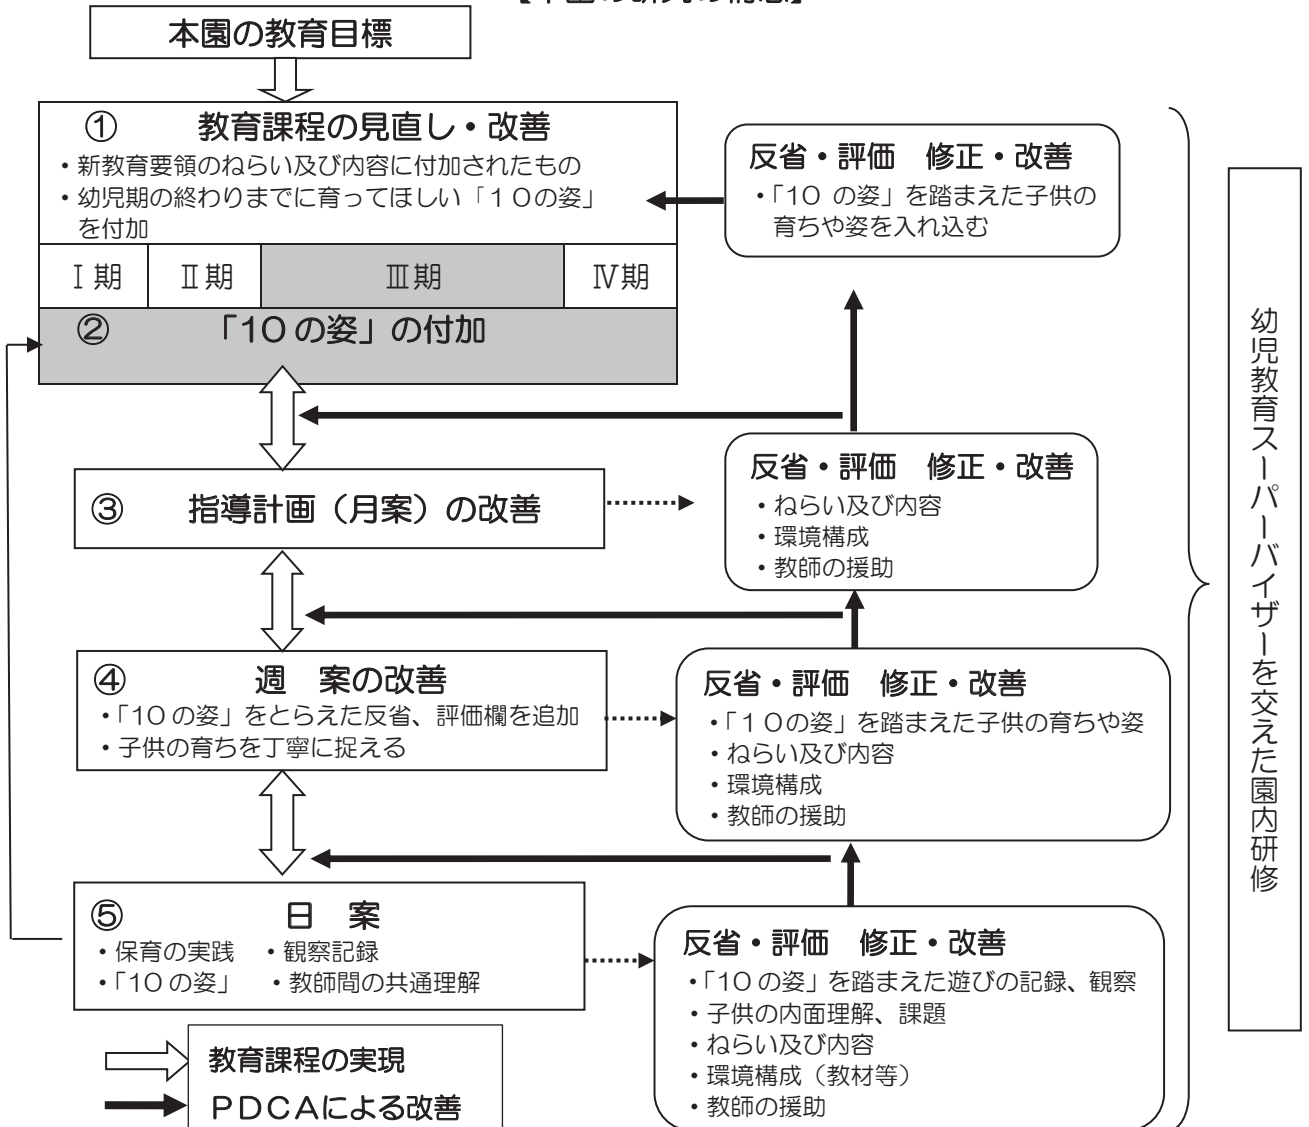 本園の教育目標
① 教育課程の見直し・改善
・新教育要領のねらい及び内容に付加されたもの
・幼児期の終わりまでに育ってほしい「１０の姿」
を付加
Ⅰ期 Ⅱ期 Ⅲ期 Ⅳ期
② 「10の姿」の付加
反省・評価 修正・改善
・「10 の姿」を踏まえた子供の
育ちや姿を入れ込む
③ 指導計画（月案）の改善
反省・評価 修正・改善
・ねらい及び内容
・環境構成
・教師の援助
④ 週 案の改善
・「10 の姿」をとらえた反省、評価欄を追加
・子供の育ちを丁寧に捉える
反省・評価 修正・改善
・「１０の姿」を踏まえた子供の育ちや姿
・ねらい及び内容
・環境構成
・教師の援助
⑤ 日 案
・保育の実践 ・観察記録
・「10 の姿」 ・教師間の共通理解
反省・評価 修正・改善
・「10 の姿」を踏まえた遊びの記録、観察
・子供の内面理解、課題
・ねらい及び内容
・環境構成（教材等）
・教師の援助
教育課程の実現
ＰＤＣＡによる改善
幼児教育スーパーバイザーを交えた園内研修